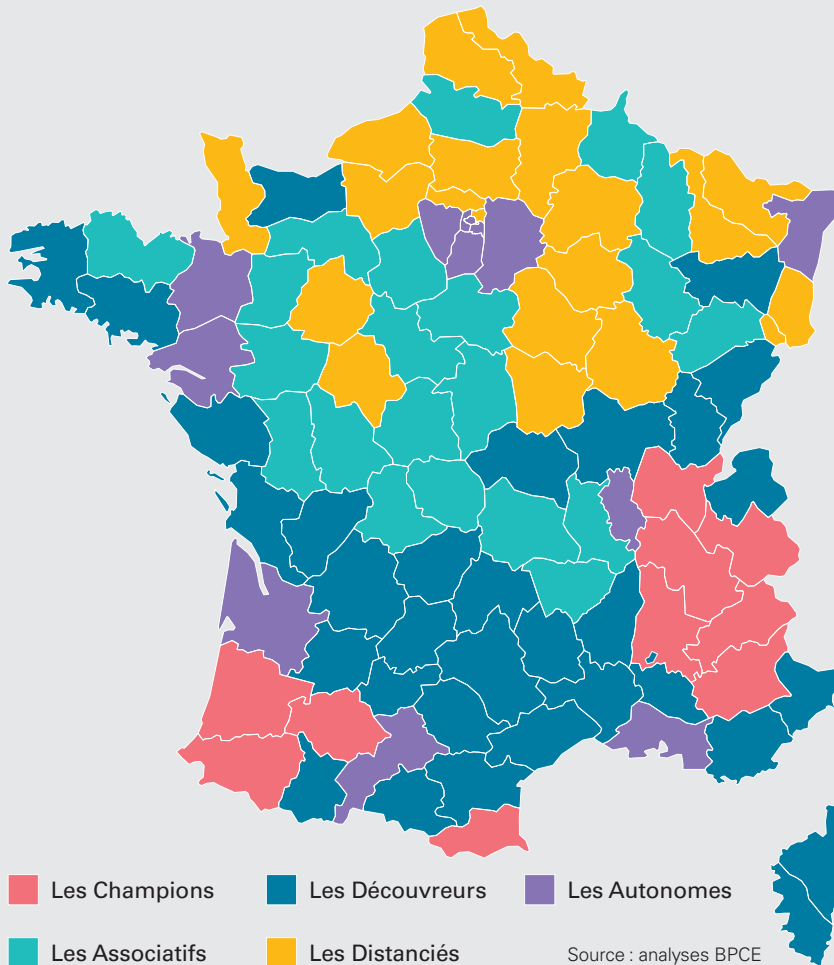 Les Champions
Les Découvreurs
Les Autonomes
Les Associatifs
Les Distanciés
Source : analyses BPCE